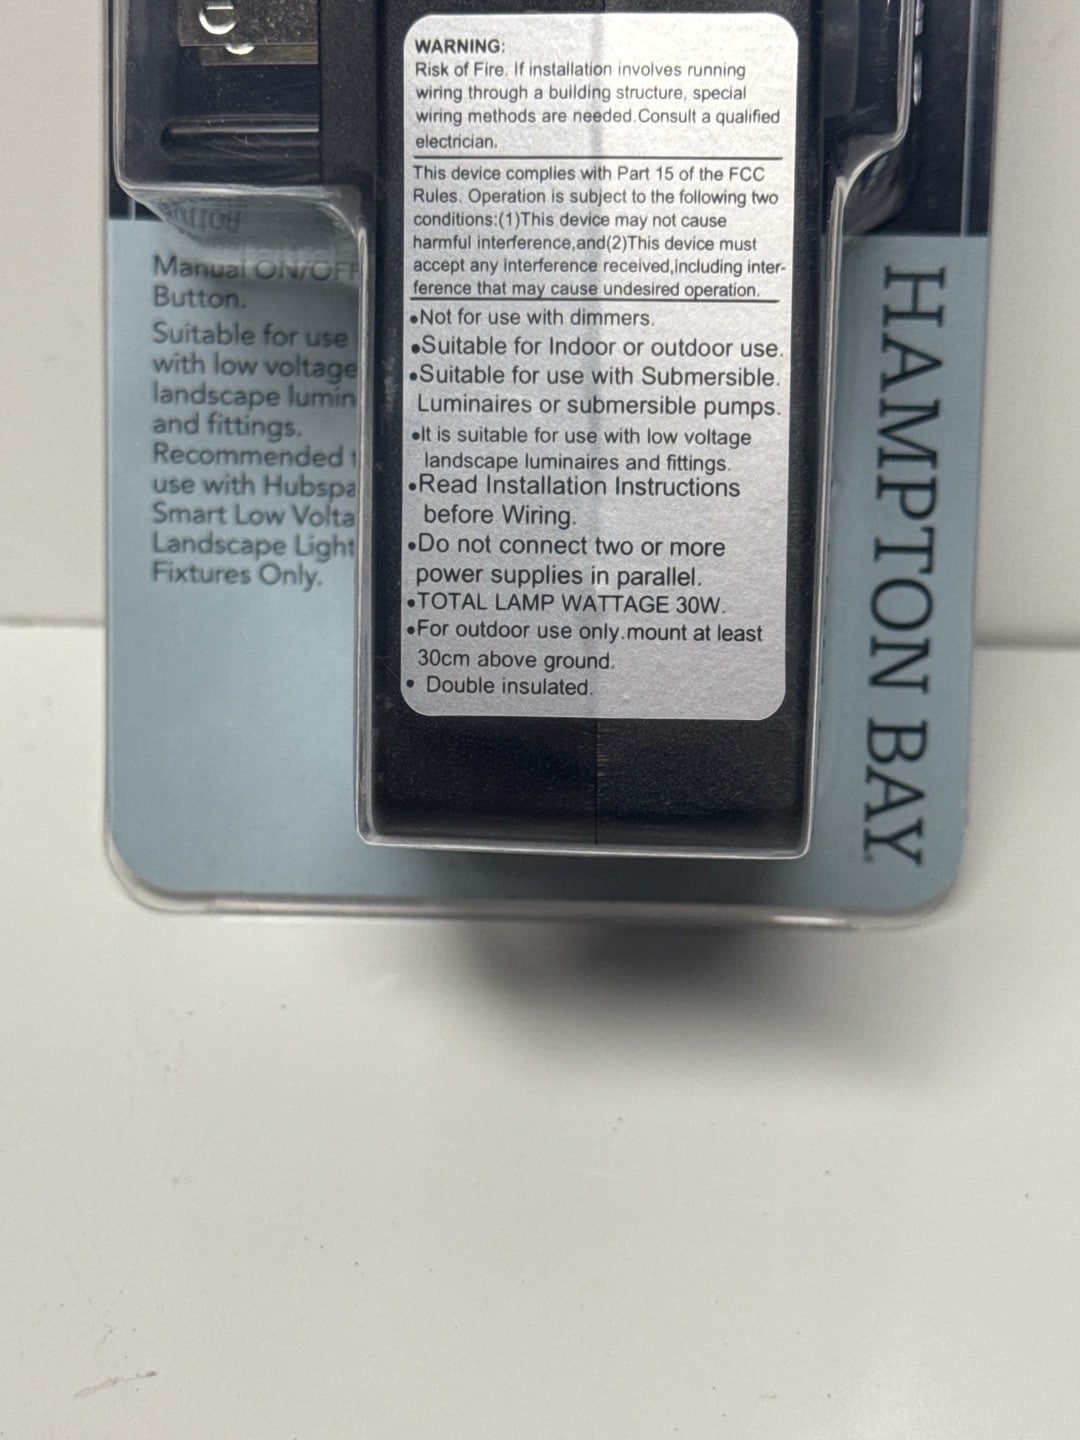 WARNING:
Risk of Fire. If installation involves running
wiring through a building structure, special
wiring methods are needed.Consult a qualified
electrician.
This device complies with Part 15 of the FCC
Rules. Operation is subject to the following two
conditions:(1)This device may not cause
harmful interference,and(2)This device must
accept any interference received,including inter-
ference that may cause undesired operation.
•Not for use with dimmers.
•Suitable for Indoor or outdoor use.
•Suitable for use with Submersible.
Luminaires or submersible pumps.
•It is suitable for use with low voltage
landscape luminaires and fittings.
•Read Installation Instructions
before Wiring.
•Do not connect two or more
power supplies in parallel.
•TOTAL LAMP WATTAGE 30W.
•For outdoor use only.mount at least
30cm above ground.
• Double insulated.
Manual ON/OFF
Button.
Suitable for use
with low voltage
landscape lumin
and fittings.
Recommended
use with Hubspa
Smart Low Volta
Landscape Light
Fixtures Only.
HAMPTON BAY